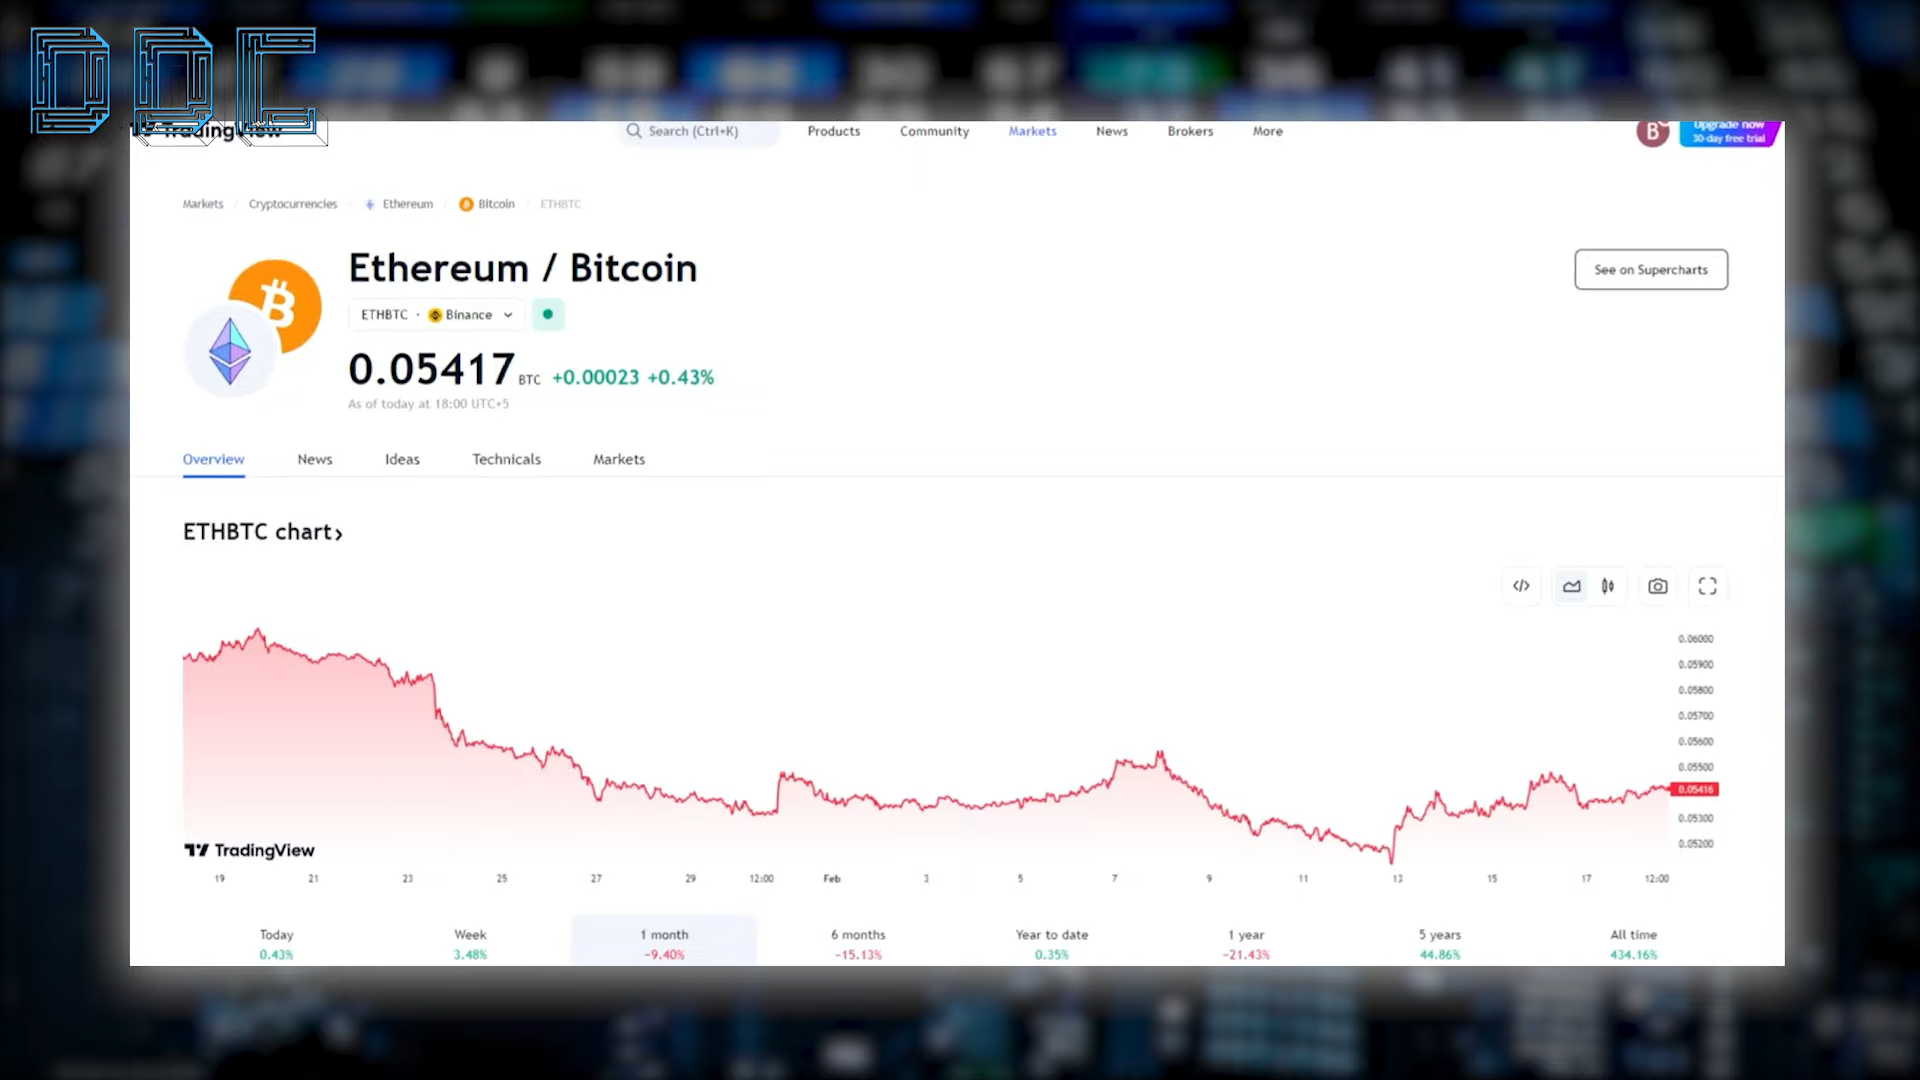 DDC
TradingView
Search (Ctrl+K)
Products
Community
Markets
News
Brokers
More
B
Upgrade now
30-day free trial
Markets / Cryptocurrencies / Ethereum / Bitcoin / ETHBTC
Ethereum / Bitcoin
See on Supercharts
ETHBTC · Binance
0.05417 BTC +0.00023 +0.43%
As of today at 18:00 UTC+5
Overview
News
Ideas
Technicals
Markets
ETHBTC chart›
0.06000
0.05900
0.05800
0.05700
0.05600
0.05500
0.05416
0.05300
0.05200
TradingView
19 21 23 25 27 29 12:00 Feb 3 5 7 9 11 13 15 17 12:00
Today Week 1 month 6 months Year to date 1 year 5 years All time
0.43% 3.48% −9.40% −15.13% 0.35% −21.43% 44.86% 434.16%